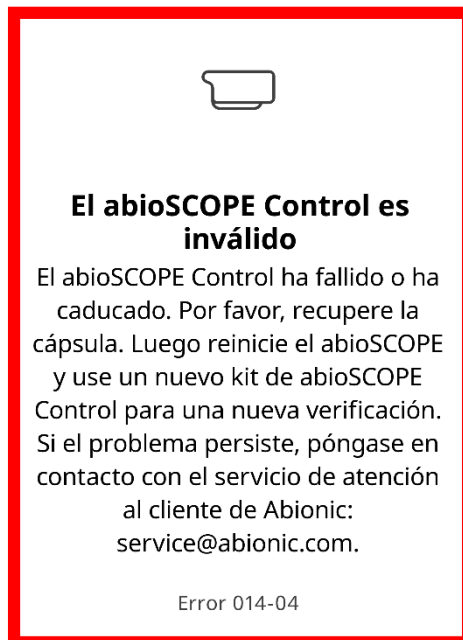 El abioSCOPE Control es
inválido
El abioSCOPE Control ha fallido o ha
caducado. Por favor, recupere la
cápsula. Luego reinicie el abioSCOPE
y use un nuevo kit de abioSCOPE
Control para una nueva verificación.
Si el problema persiste, póngase en
contacto con el servicio de atención
al cliente de Abionic:
service@abionic.com.
Error 014-04